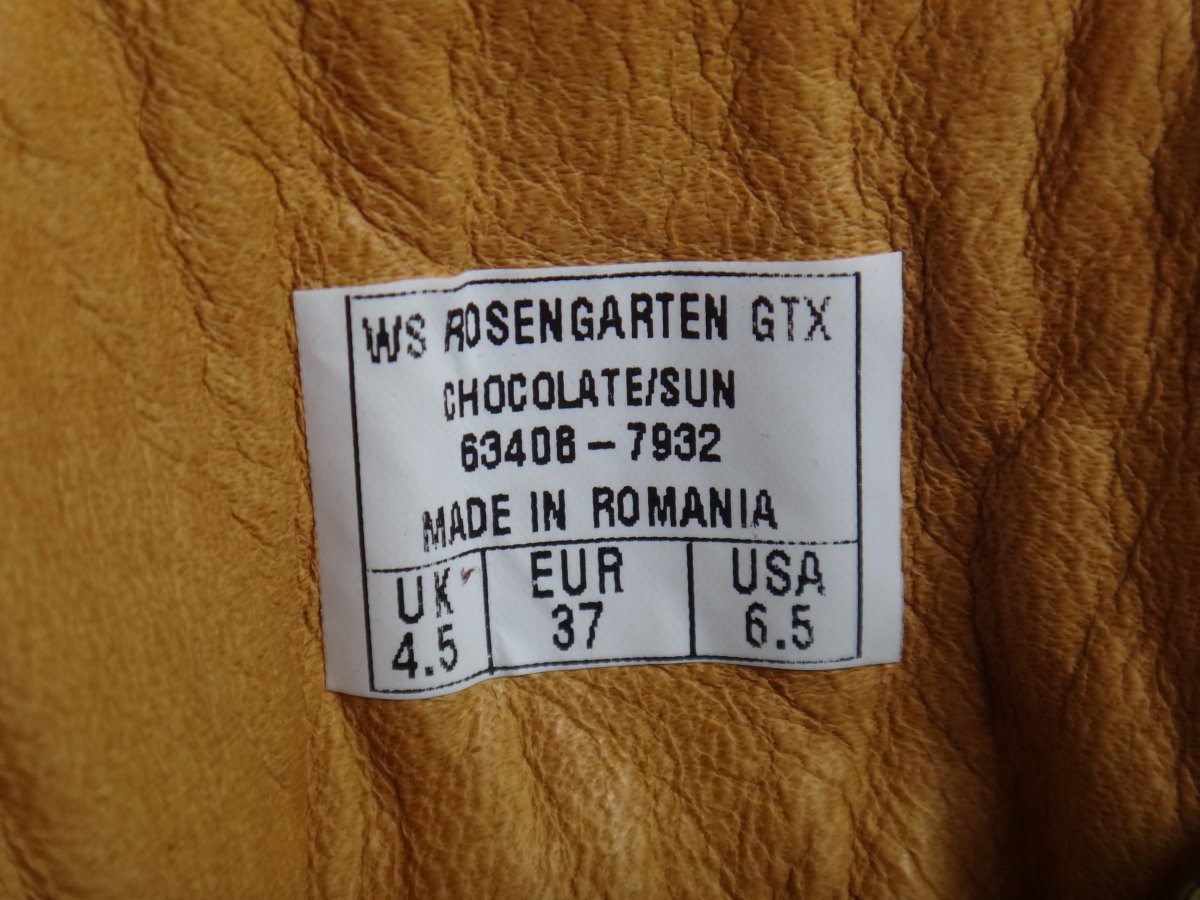 WS ROSENGARTEN GTX
CHOCOLATE/SUN
63408-7932
MADE IN ROMANIA
UK EUR USA
4.5 37 6.5